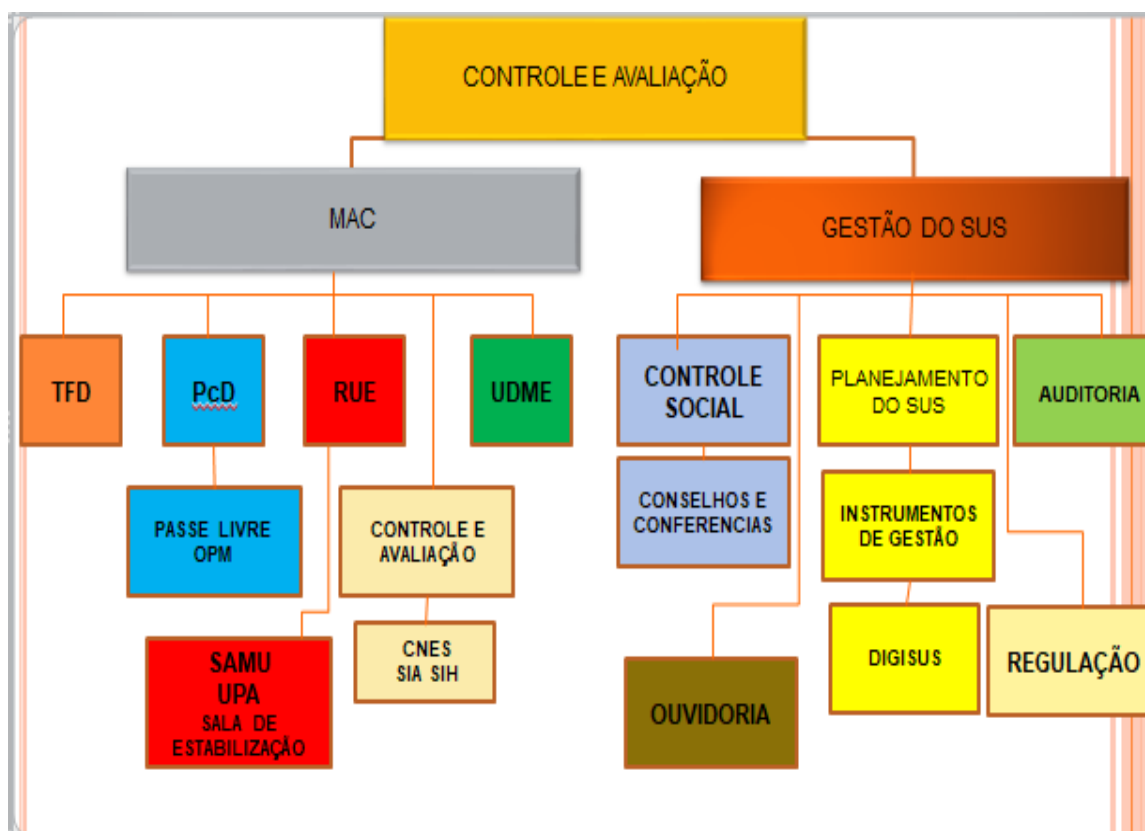 CONTROLE E AVALIAÇÃO
MAC
GESTÃO DO SUS
TFD
PcD
RUE
UDME
CONTROLE
SOCIAL
PLANEJAMENTO
DO SUS
AUDITORIA
PASSE LIVRE
OPM
CONTROLE E
AVALIAÇÃO
CONSELHOS E
CONFERENCIAS
INSTRUMENTOS
DE GESTÃO
SAMU
UPA
SALA DE
ESTABILIZAÇÃO
CNES
SIA SIH
OUVIDORIA
DIGISUS
REGULAÇÃO